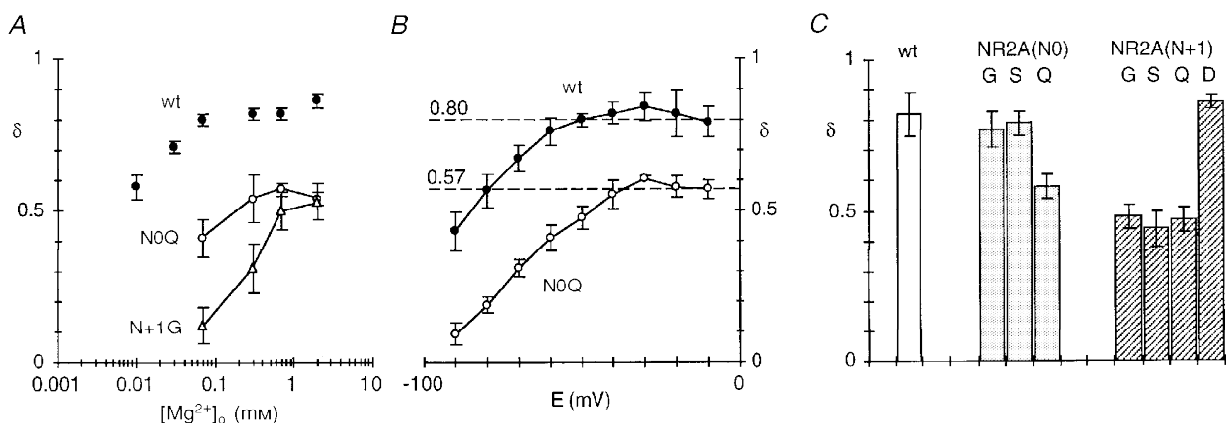 A
1
δ
0.5
0
wt
N0Q
N+1G
0.001 0.01 0.1 1 10
[Mg²⁺]ₒ (mM)
B
wt
0.80
0.57
N0Q
1
δ
0.5
0
-100 0
E (mV)
C
wt NR2A(N0) NR2A(N+1)
G S Q G S Q D
1
δ
0.5
0